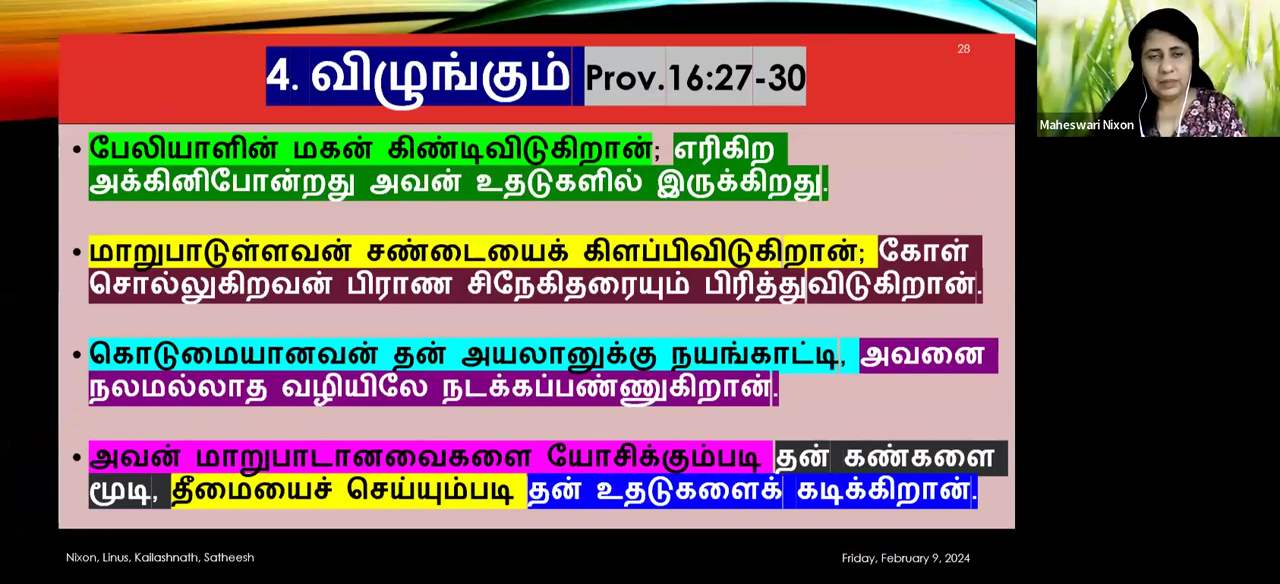 28
4. விழுங்கும் Prov.16:27-30
Maheswari Nixon
• பேலியாளின் மகன் கிண்டிவிடுகிறான்; எரிகிற
அக்கினிபோன்றது அவன் உதடுகளில் இருக்கிறது.
• மாறுபாடுள்ளவன் சண்டையைக் கிளப்பிவிடுகிறான்; கோள்
சொல்லுகிறவன் பிராண சிநேகிதரையும் பிரித்துவிடுகிறான்.
• கொடுமையானவன் தன் அயலானுக்கு நயங்காட்டி, அவனை
நலமல்லாத வழியிலே நடக்கப்பண்ணுகிறான்.
• அவன் மாறுபாடானவைகளை யோசிக்கும்படி தன் கண்களை
மூடி, தீமையைச் செய்யும்படி தன் உதடுகளைக் கடிக்கிறான்.
Nixon, Linus, Kailashnath, Satheesh
Friday, February 9, 2024